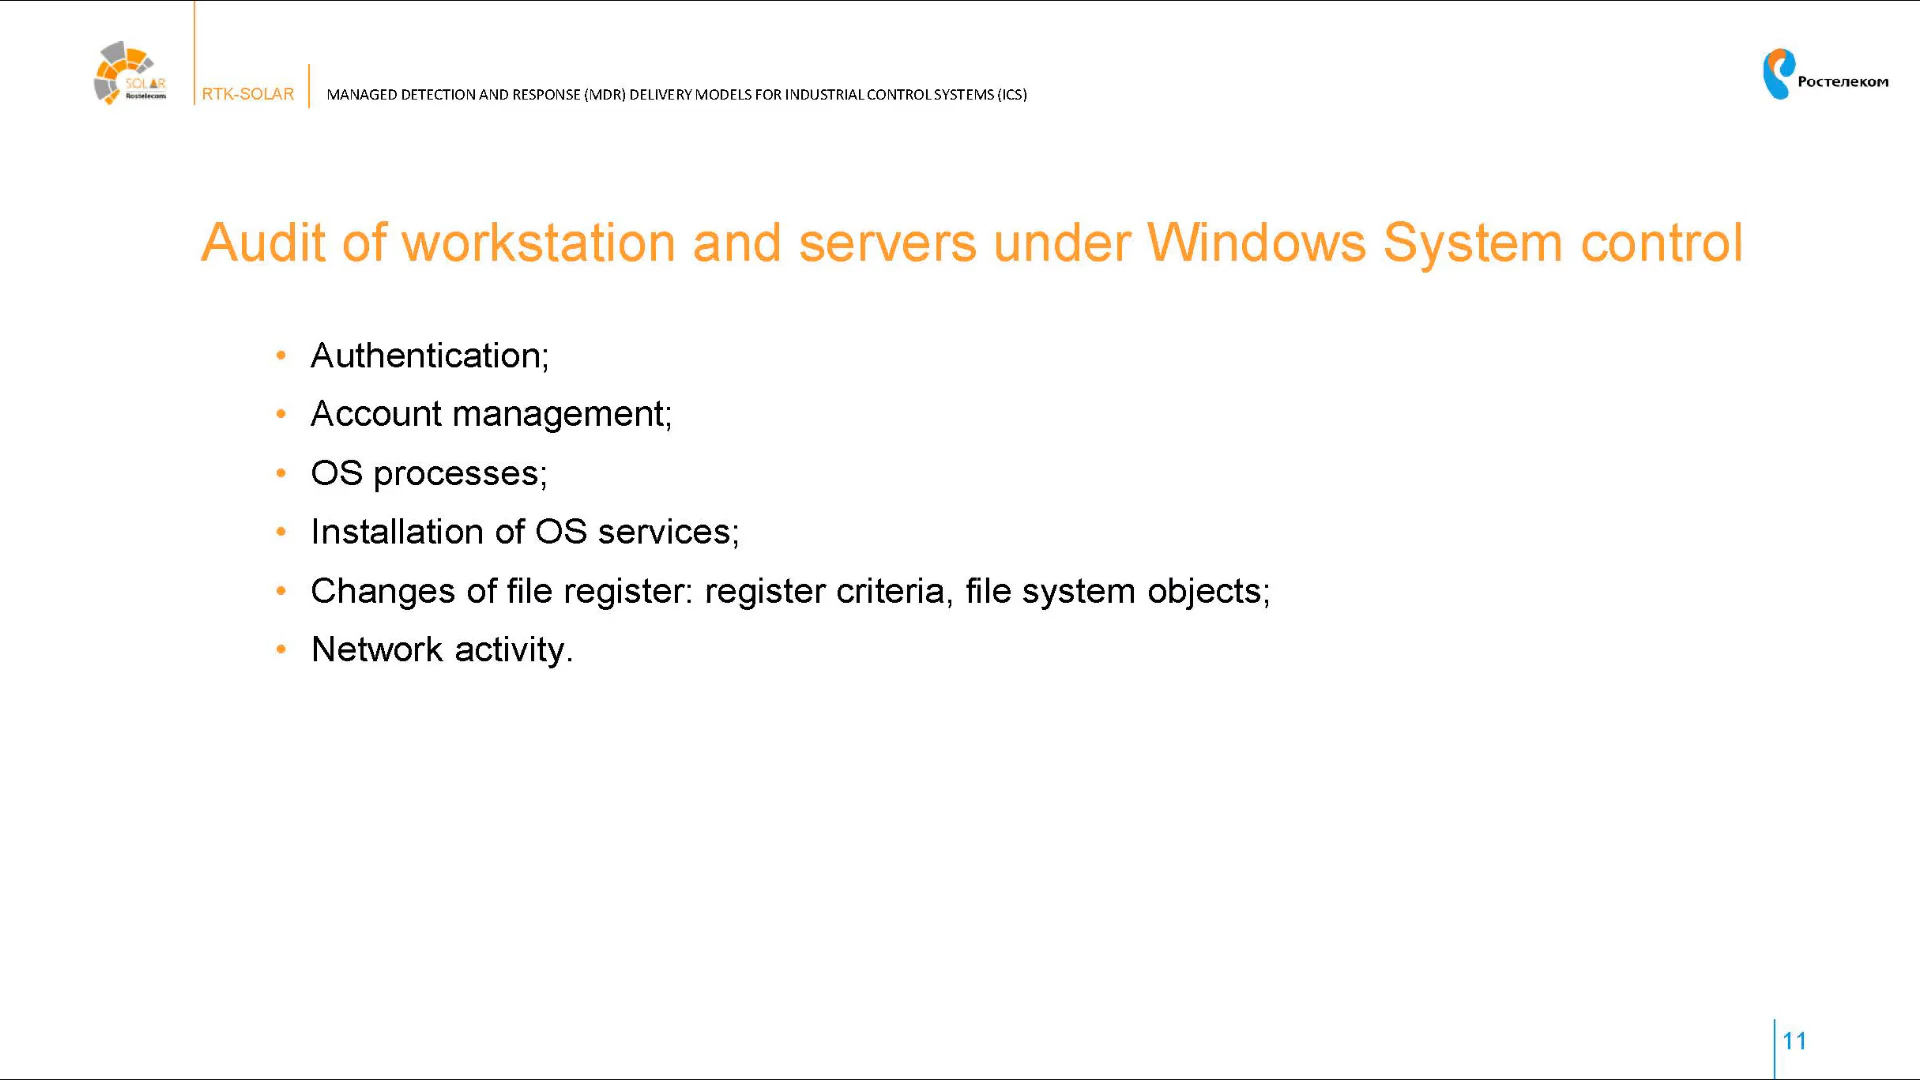 SOLAR
Rostelecom
RTK-SOLAR
MANAGED DETECTION AND RESPONSE (MDR) DELIVERY MODELS FOR INDUSTRIAL CONTROL SYSTEMS (ICS)
Ростелеком
Audit of workstation and servers under Windows System control
• Authentication;
• Account management;
• OS processes;
• Installation of OS services;
• Changes of file register: register criteria, file system objects;
• Network activity.
11